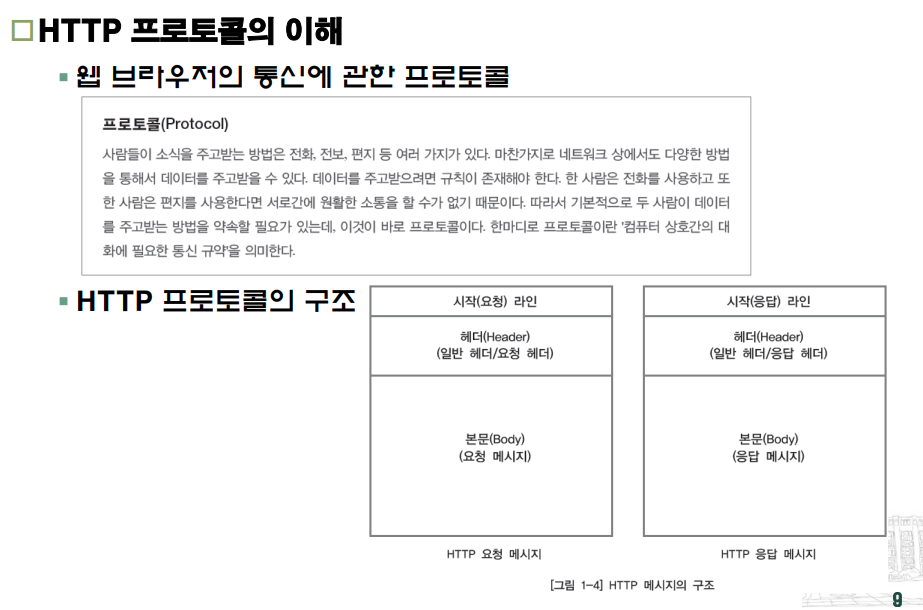 HTTP 프로토콜의 이해
웹 브라우저의 통신에 관한 프로토콜
프로토콜(Protocol)
사람들이 소식을 주고받는 방법은 전화, 전보, 편지 등 여러 가지가 있다. 마찬가지로 네트워크 상에서도 다양한 방법
을 통해서 데이터를 주고받을 수 있다. 데이터를 주고받으려면 규칙이 존재해야 한다. 한 사람은 전화를 사용하고 또
한 사람은 편지를 사용한다면 서로간에 원활한 소통을 할 수가 없기 때문이다. 따라서 기본적으로 두 사람이 데이터
를 주고받는 방법을 약속할 필요가 있는데, 이것이 바로 프로토콜이다. 한마디로 프로토콜이란 '컴퓨터 상호간의 대
화에 필요한 통신 규약'을 의미한다.
HTTP 프로토콜의 구조
시작(요청) 라인
헤더(Header)
(일반 헤더/요청 헤더)
본문(Body)
(요청 메시지)
HTTP 요청 메시지
시작(응답) 라인
헤더(Header)
(일반 헤더/응답 헤더)
본문(Body)
(응답 메시지)
HTTP 응답 메시지
[그림 1-4] HTTP 메시지의 구조
9